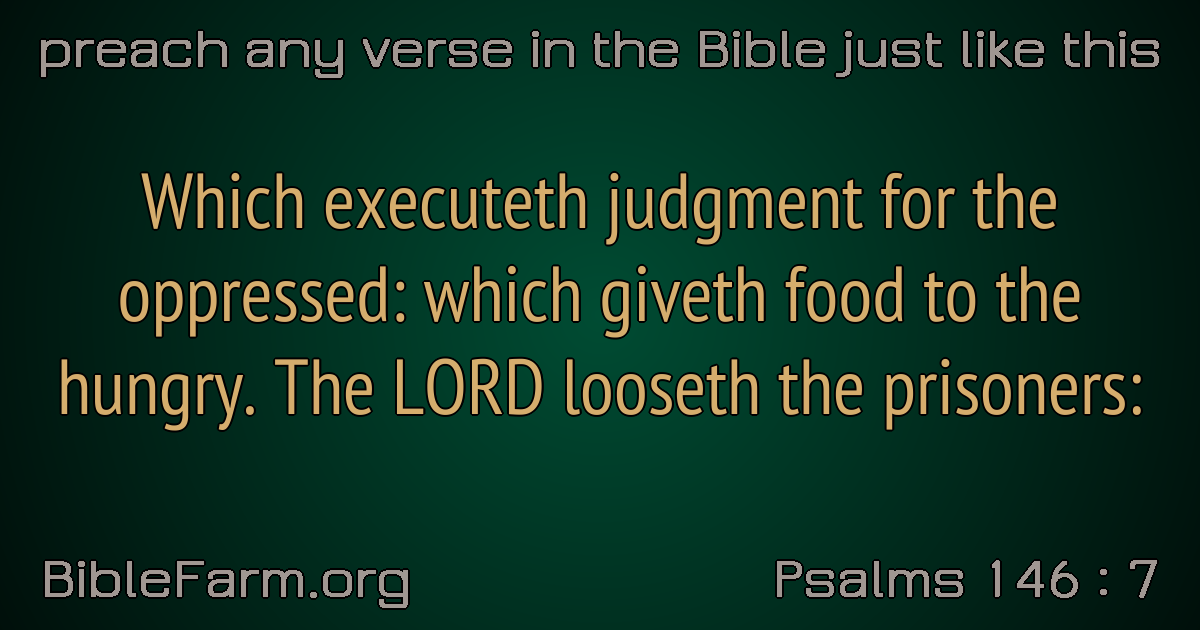 preach any verse in the Bible just like this
Which executeth judgment for the
oppressed: which giveth food to the
hungry. The LORD looseth the prisoners:
BibleFarm.org
Psalms 146 : 7